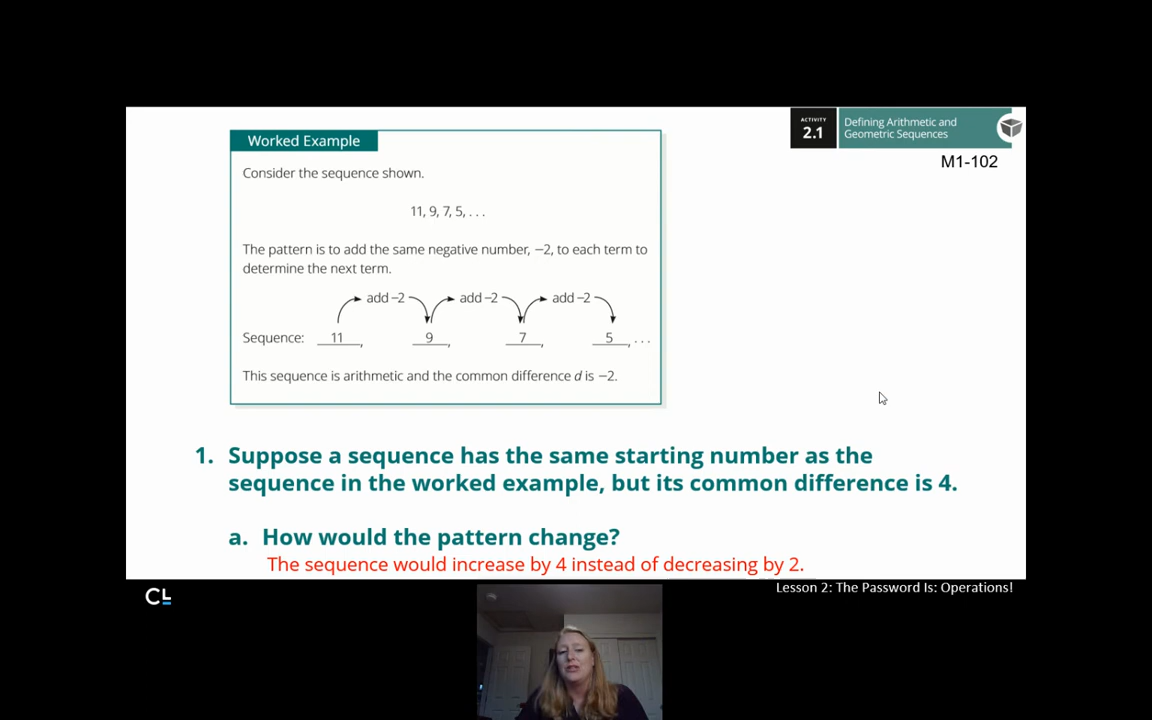 ACTIVITY
2.1
Defining Arithmetic and
Geometric Sequences
M1-102
Worked Example
Consider the sequence shown.
11, 9, 7, 5, . . .
The pattern is to add the same negative number, −2, to each term to
determine the next term.
add −2 add −2 add −2
Sequence: 11, 9, 7, 5, . . .
This sequence is arithmetic and the common difference d is −2.
1. Suppose a sequence has the same starting number as the
sequence in the worked example, but its common difference is 4.
a. How would the pattern change?
The sequence would increase by 4 instead of decreasing by 2.
CL
Lesson 2: The Password Is: Operations!